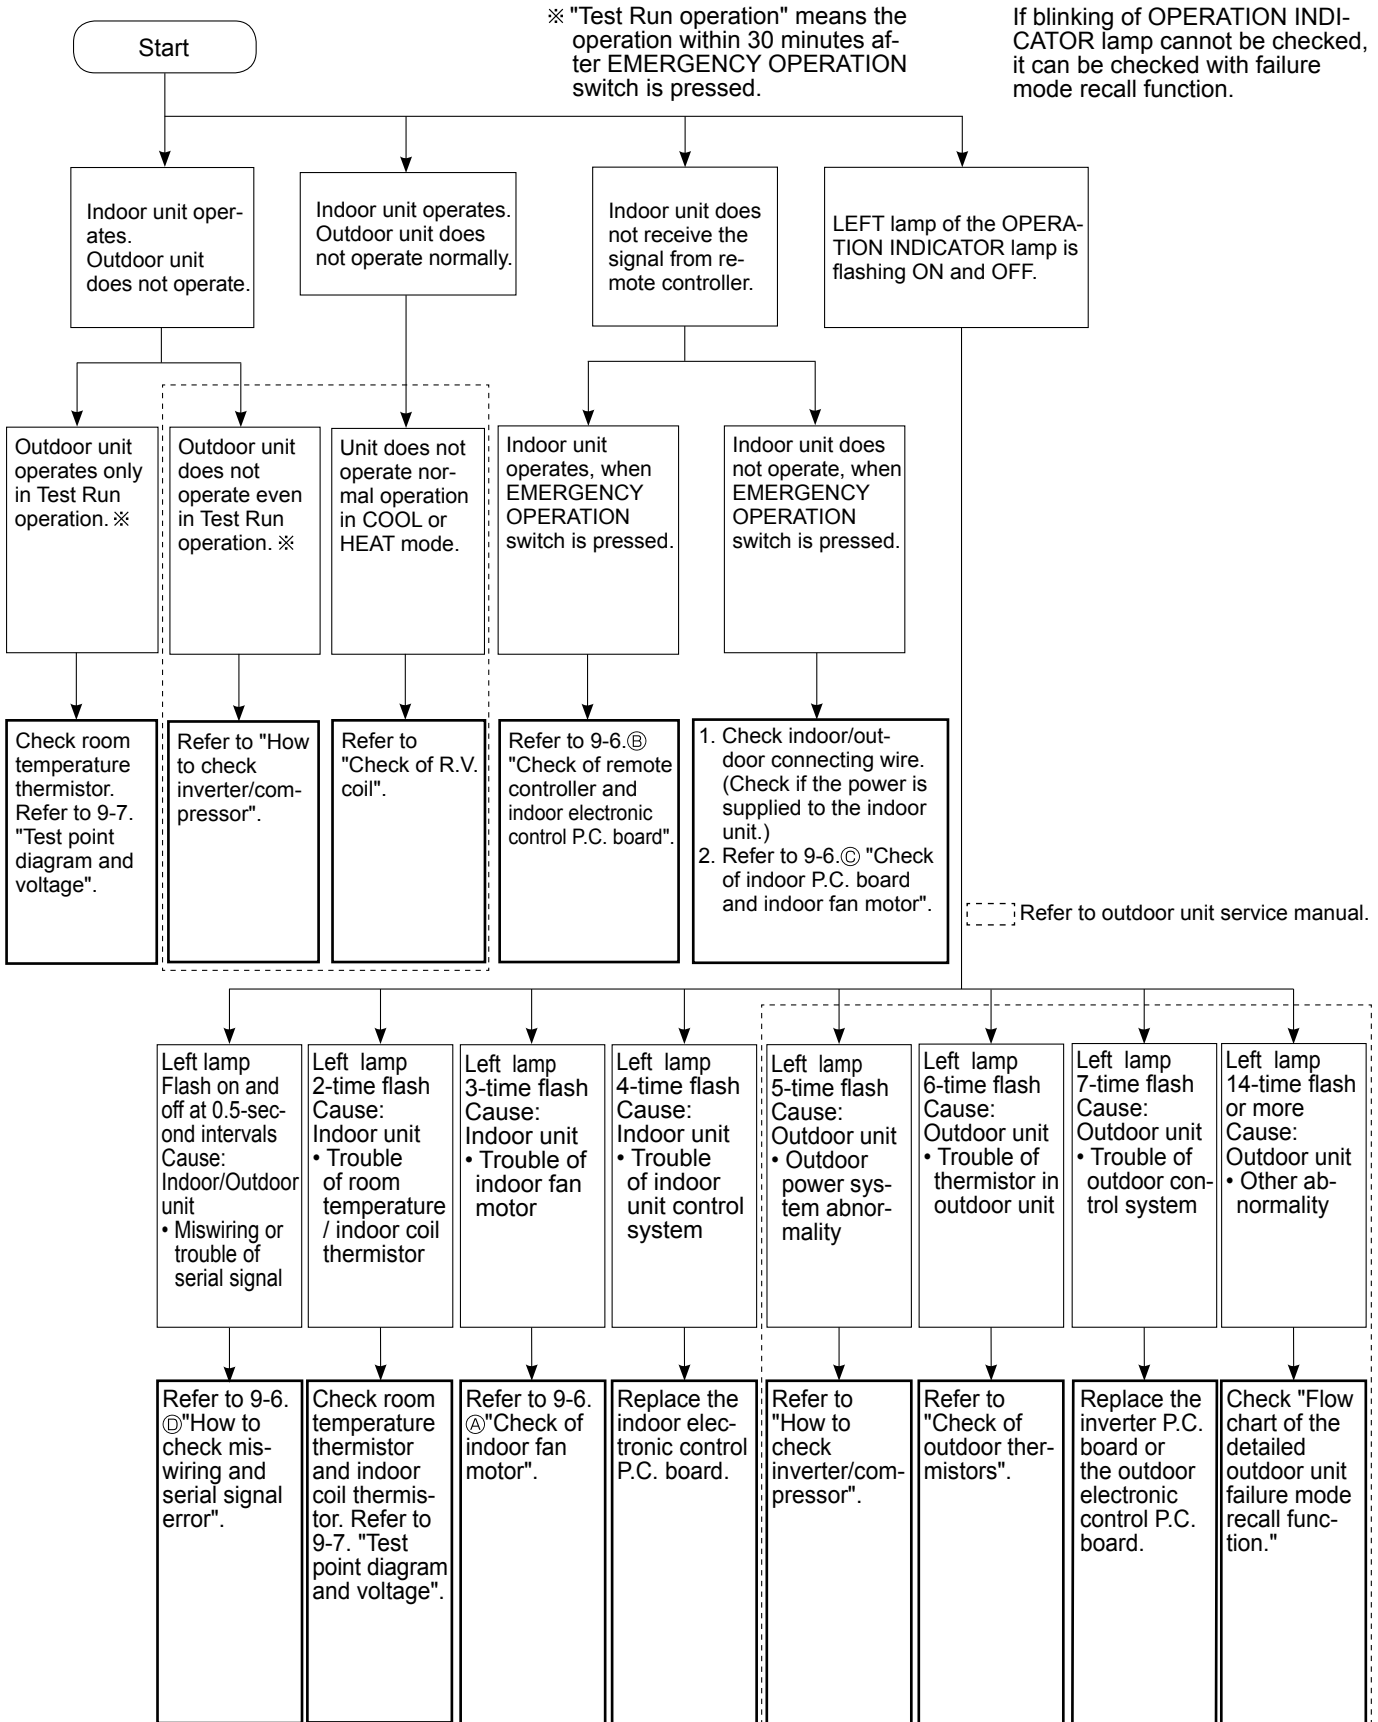 ※ "Test Run operation" means the
operation within 30 minutes af-
ter EMERGENCY OPERATION
switch is pressed.
If blinking of OPERATION INDI-
CATOR lamp cannot be checked,
it can be checked with failure
mode recall function.
Start
Indoor unit oper-
ates.
Outdoor unit
does not operate.
Indoor unit operates.
Outdoor unit does
not operate normally.
Indoor unit does
not receive the
signal from re-
mote controller.
LEFT lamp of the OPERA-
TION INDICATOR lamp is
flashing ON and OFF.
Outdoor unit
operates only
in Test Run
operation. ※
Outdoor unit
does not
operate even
in Test Run
operation. ※
Unit does not
operate nor-
mal operation
in COOL or
HEAT mode.
Indoor unit
operates, when
EMERGENCY
OPERATION
switch is pressed.
Indoor unit does
not operate, when
EMERGENCY
OPERATION
switch is pressed.
Check room
temperature
thermistor.
Refer to 9-7.
"Test point
diagram and
voltage".
Refer to "How
to check
inverter/com-
pressor".
Refer to
"Check of R.V.
coil".
Refer to 9-6.Ⓑ
"Check of remote
controller and
indoor electronic
control P.C. board".
1. Check indoor/out-
door connecting wire.
(Check if the power is
supplied to the indoor
unit.)
2. Refer to 9-6.Ⓒ "Check
of indoor P.C. board
and indoor fan motor".
Refer to outdoor unit service manual.
Left lamp
Flash on and
off at 0.5-sec-
ond intervals
Cause:
Indoor/Outdoor
unit
• Miswiring or
trouble of
serial signal
Left lamp
2-time flash
Cause:
Indoor unit
• Trouble
of room
temperature
/ indoor coil
thermistor
Left lamp
3-time flash
Cause:
Indoor unit
• Trouble of
indoor fan
motor
Left lamp
4-time flash
Cause:
Indoor unit
• Trouble
of indoor
unit control
system
Left lamp
5-time flash
Cause:
Outdoor unit
• Outdoor
power sys-
tem abnor-
mality
Left lamp
6-time flash
Cause:
Outdoor unit
• Trouble of
thermistor in
outdoor unit
Left lamp
7-time flash
Cause:
Outdoor unit
• Trouble of
outdoor con-
trol system
Left lamp
14-time flash
or more
Cause:
Outdoor unit
• Other ab-
normality
Refer to 9-6.
Ⓓ"How to
check mis-
wiring and
serial signal
error".
Check room
temperature
thermistor
and indoor
coil thermis-
tor. Refer to
9-7. "Test
point diagram
and voltage".
Refer to 9-6.
Ⓐ"Check of
indoor fan
motor".
Replace the
indoor elec-
tronic control
P.C. board.
Refer to
"How to
check
inverter/com-
pressor".
Refer to
"Check of
outdoor ther-
mistors".
Replace the
inverter P.C.
board or
the outdoor
electronic
control P.C.
board.
Check "Flow
chart of the
detailed
outdoor unit
failure mode
recall func-
tion."